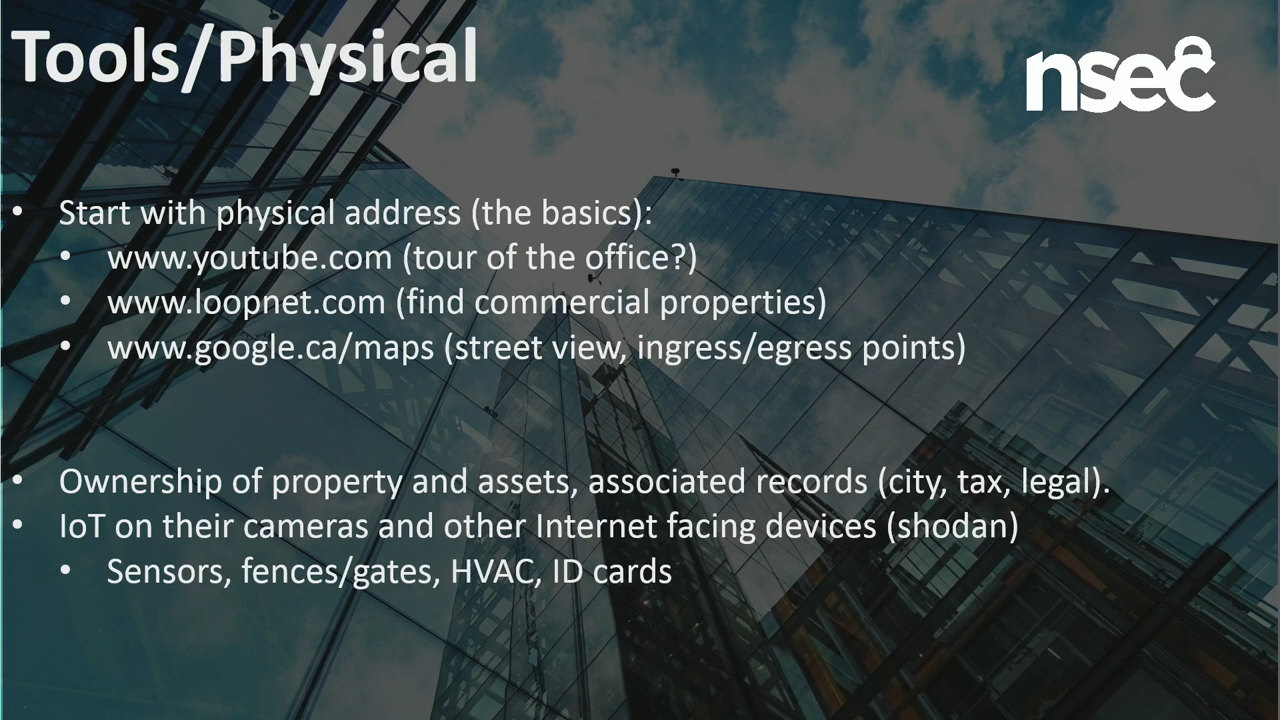 Tools/Physical
nsec
• Start with physical address (the basics):
• www.youtube.com (tour of the office?)
• www.loopnet.com (find commercial properties)
• www.google.ca/maps (street view, ingress/egress points)
• Ownership of property and assets, associated records (city, tax, legal).
• IoT on their cameras and other Internet facing devices (shodan)
• Sensors, fences/gates, HVAC, ID cards